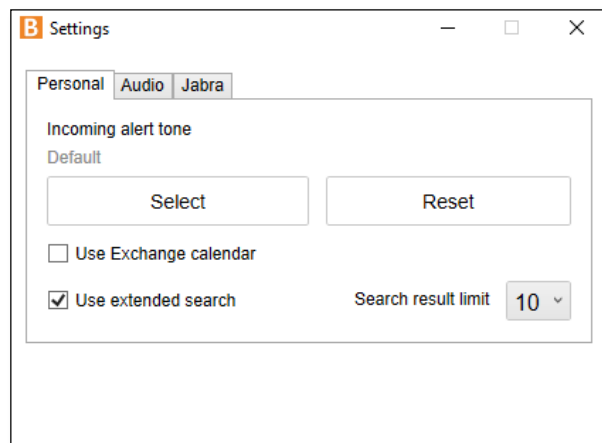 B Settings
Personal Audio Jabra
Incoming alert tone
Default
Select Reset
Use Exchange calendar
Use extended search Search result limit 10